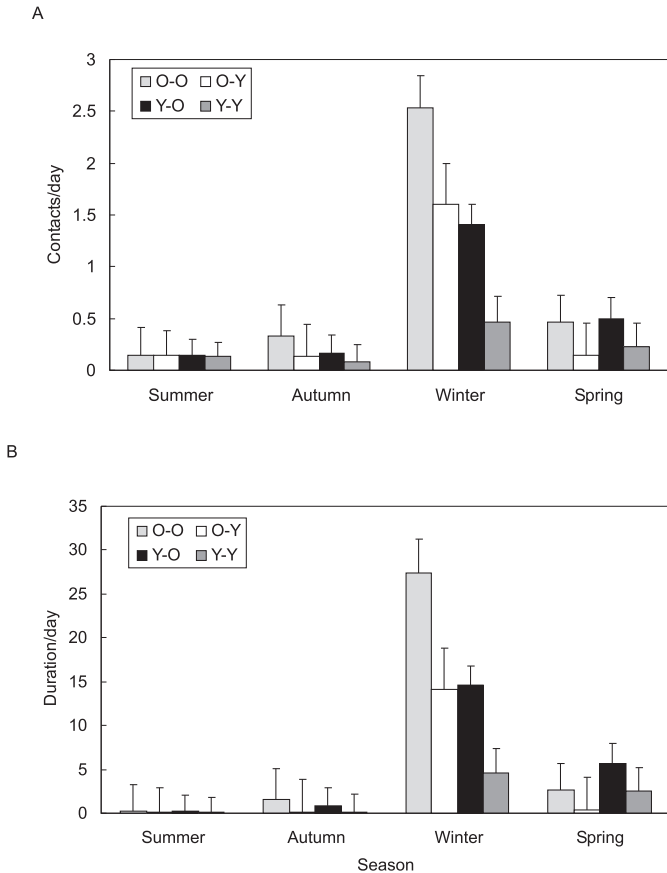 A
Contacts/day
3
2.5
2
1.5
1
0.5
0
O-O O-Y
Y-O Y-Y
Summer Autumn Winter Spring
B
Duration/day
35
30
25
20
15
10
5
0
O-O O-Y
Y-O Y-Y
Summer Autumn Winter Spring
Season